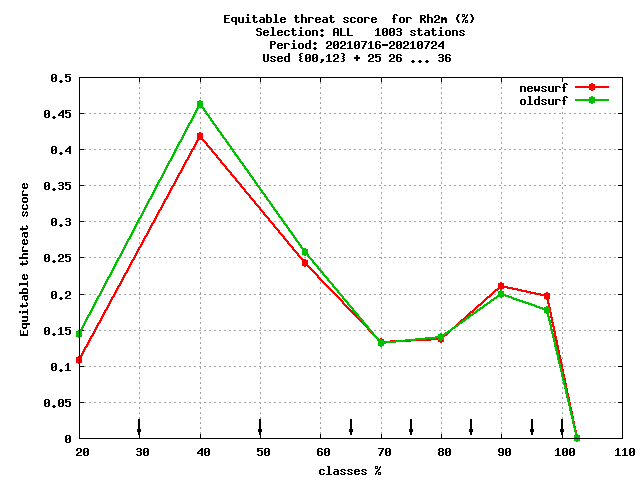 Equitable threat score  for Rh2m (%)
Selection: ALL   1003 stations
Period: 20210716-20210724
Used {00,12} + 25 26 ... 36
newsurf
oldsurf
Equitable threat score
0.5
0.45
0.4
0.35
0.3
0.25
0.2
0.15
0.1
0.05
0
20 30 40 50 60 70 80 90 100 110
classes %